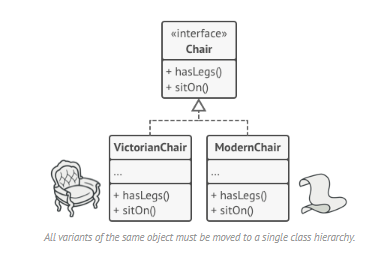 «interface»
Chair
+ hasLegs()
+ sitOn()
VictorianChair
...
+ hasLegs()
+ sitOn()
ModernChair
...
+ hasLegs()
+ sitOn()
All variants of the same object must be moved to a single class hierarchy.